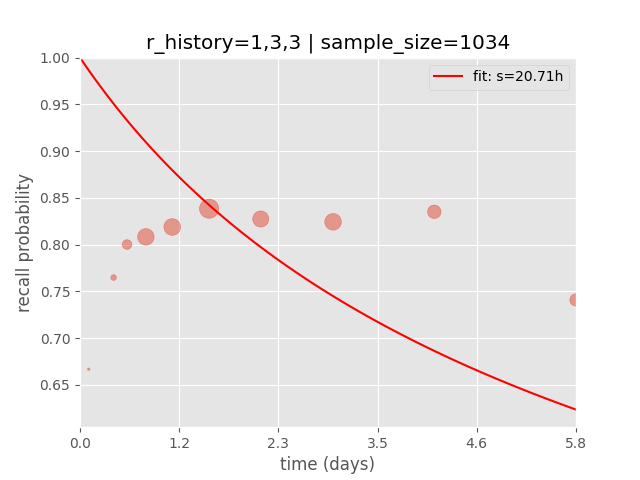 r_history=1,3,3 | sample_size=1034
fit: s=20.71h
1.00
0.95
0.90
0.85
0.80
0.75
0.70
0.65
recall probability
0.0 1.2 2.3 3.5 4.6 5.8
time (days)